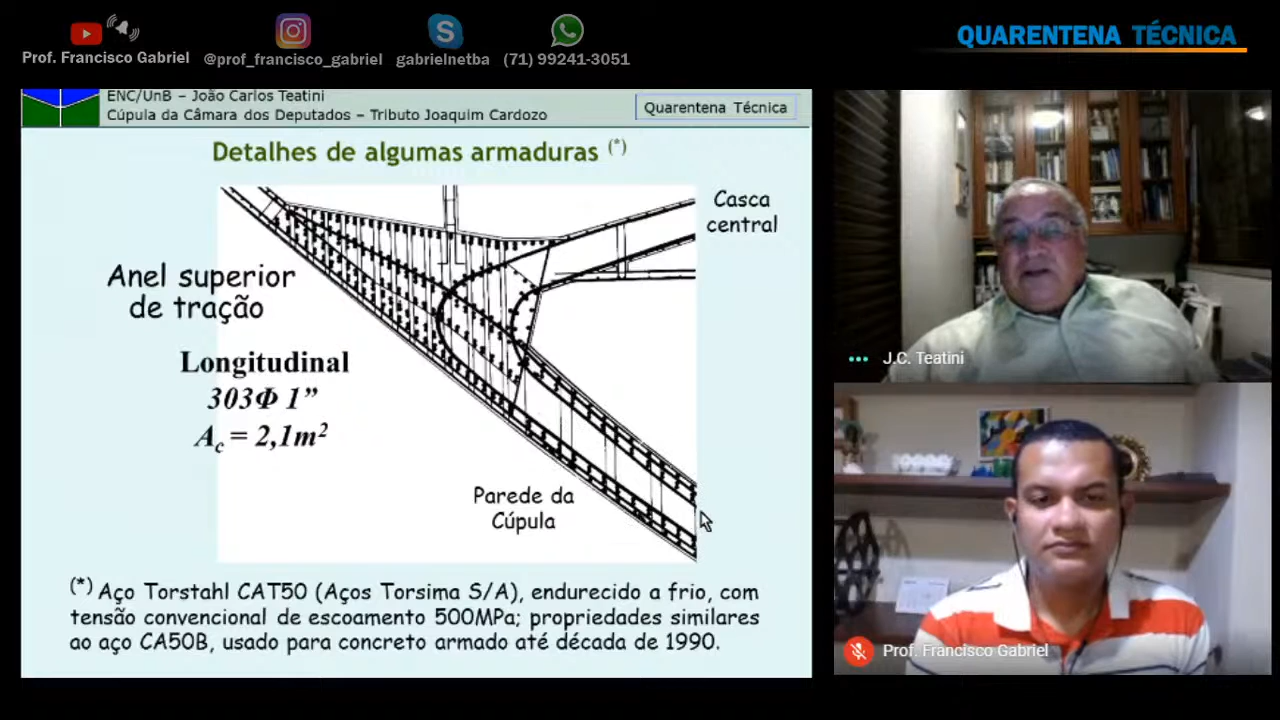 Prof. Francisco Gabriel
@prof_francisco_gabriel
gabrielnetba
(71) 99241-3051
QUARENTENA TÉCNICA
ENC/UnB – João Carlos Teatini
Cúpula da Câmara dos Deputados – Tributo Joaquim Cardozo
Quarentena Técnica
Detalhes de algumas armaduras (*)
Casca
central
Anel superior
de tração
Longitudinal
303Φ 1”
Ac = 2,1m²
Parede da
Cúpula
(*) Aço Torstahl CAT50 (Aços Torsima S/A), endurecido a frio, com
tensão convencional de escoamento 500MPa; propriedades similares
ao aço CA50B, usado para concreto armado até década de 1990.
J.C. Teatini
Prof. Francisco Gabriel